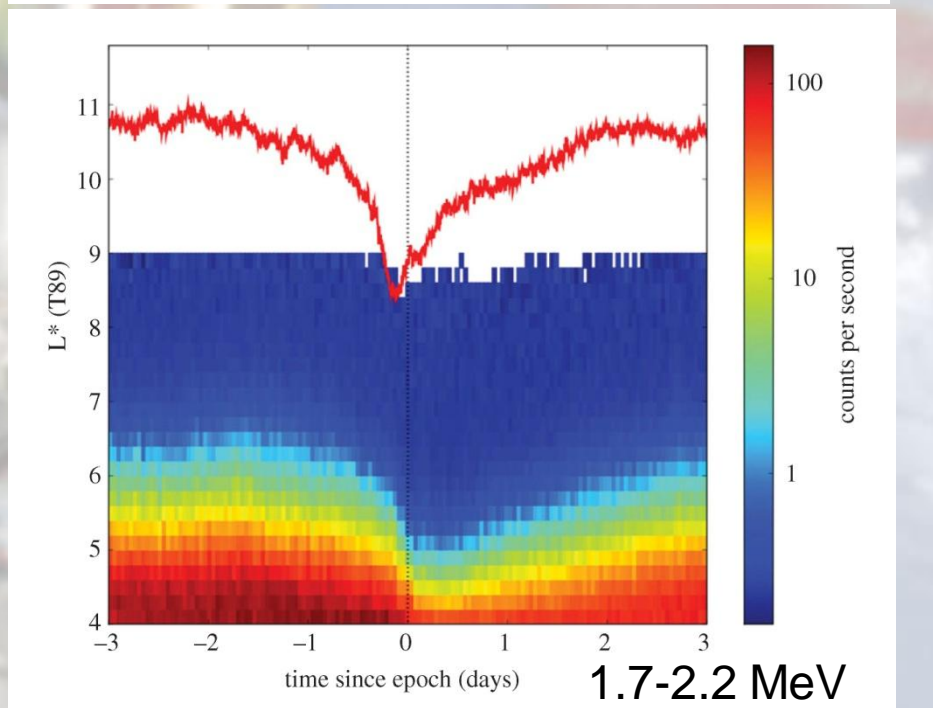 11
10
9
8
7
6
5
4
L* (T89)
–3 –2 –1 0 1 2 3
time since epoch (days)
100
10
1
counts per second
1.7-2.2 MeV